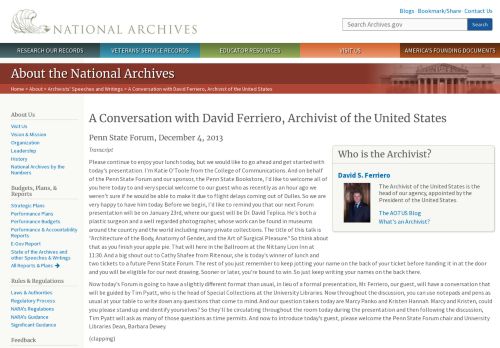 Blogs · Bookmark/Share · Contact Us
NATIONAL ARCHIVES
Search Archives.gov
Search
RESEARCH OUR RECORDS
VETERANS' SERVICE RECORDS
EDUCATOR RESOURCES
VISIT US
AMERICA'S FOUNDING DOCUMENTS
About the National Archives
Home > About > Archivists' Speeches and Writings > A Conversation with David Ferriero, Archivist of the United States
About Us
Visit Us
Vision & Mission
Organization
Leadership
History
National Archives by the
Numbers
Budgets, Plans, &
Reports
Strategic Plans
Performance Plans
Performance Budgets
Performance & Accountability
Reports
E-Gov Report
State of the Archives and
other Speeches & Writings
All Reports & Plans
Rules & Regulations
Laws & Authorities
Regulatory Process
NARA's Regulations
NARA's Guidance
Significant Guidance
Feedback
A Conversation with David Ferriero, Archivist of the United States
Penn State Forum, December 4, 2013
Transcript
Please continue to enjoy your lunch today, but we would like to go ahead and get started with
today's presentation. I'm Katie O'Toole from the College of Communications. And on behalf
of the Penn State Forum and our sponsor, the Penn State Bookstore, I'd like to welcome all of
you here today to and very special welcome to our guest who as recently as an hour ago we
weren't sure if he would be able to make it due to flight delays coming out of Dulles. So we are
very happy to have him today. Before we begin, I'd like to remind you that our next Forum
presentation will be on January 23rd, where our guest will be Dr. David Teplica. He's both a
plastic surgeon and a well regarded photographer, whose work can be found in museums
around the country and the world including many private collections. The title of this talk is
"Architecture of the Body, Anatomy of Gender, and the Art of Surgical Pleasure." So think about
that as you finish your apple pie. That will here in the Ballroom at the Nittany Lion Inn at
11:30. And a big shout out to Cathy Shafer from Ritenour, she is today's winner of lunch and
two tickets to a future Penn State Forum. The rest of you just remember to keep jotting your name on the back of your ticket before handing it in at the door
and you will be eligible for our next drawing. Sooner or later, you're bound to win. So just keep writing your names on the back there.
Now today's Forum is going to have a slightly different format than usual, in lieu of a formal presentation, Mr. Ferriero, our guest, will have a conversation that
will be guided by Tim Pyatt, who is the head of Special Collections at the University Libraries. Now throughout the discussion, you can use notepads and pens as
usual at your table to write down any questions that come to mind. And our question takers today are Marcy Panko and Kristen Hannah. Marcy and Kristen, could
you please stand up and identify yourselves? So they'll be circulating throughout the room today during the presentation and then following the discussion,
Tim Pyatt will ask as many of those questions as time permits. And now to introduce today's guest, please welcome the Penn State Forum chair and University
Libraries Dean, Barbara Dewey.
(clapping)
Who is the Archivist?
David S. Ferriero
The Archivist of the United States is the
head of our agency, appointed by the
President of the United States.
The AOTUS Blog
What's an Archivist?